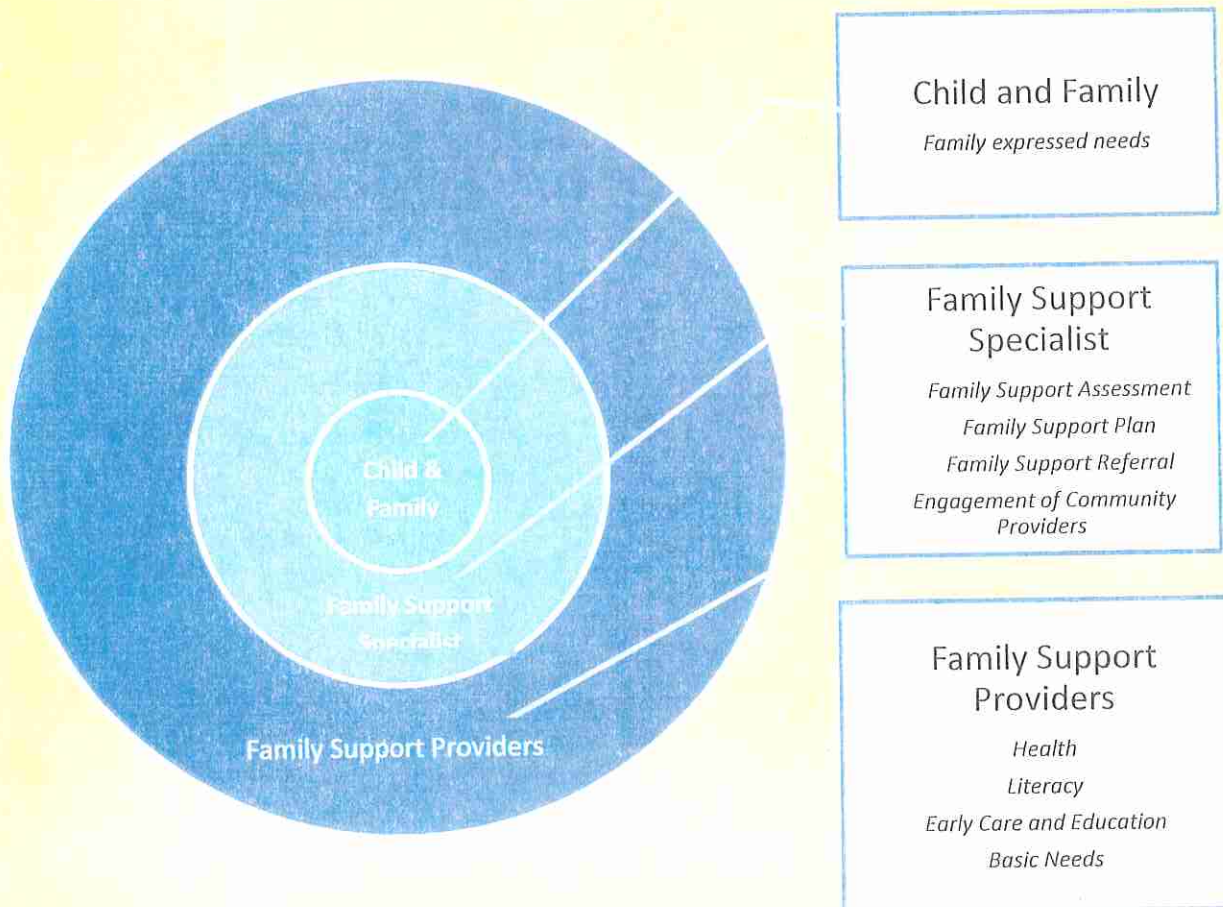 Child and Family
Family expressed needs
Child &
Family
Family Support
Specialist
Family Support Providers
Family Support
Specialist
Family Support Assessment
Family Support Plan
Family Support Referral
Engagement of Community
Providers
Family Support
Providers
Health
Literacy
Early Care and Education
Basic Needs